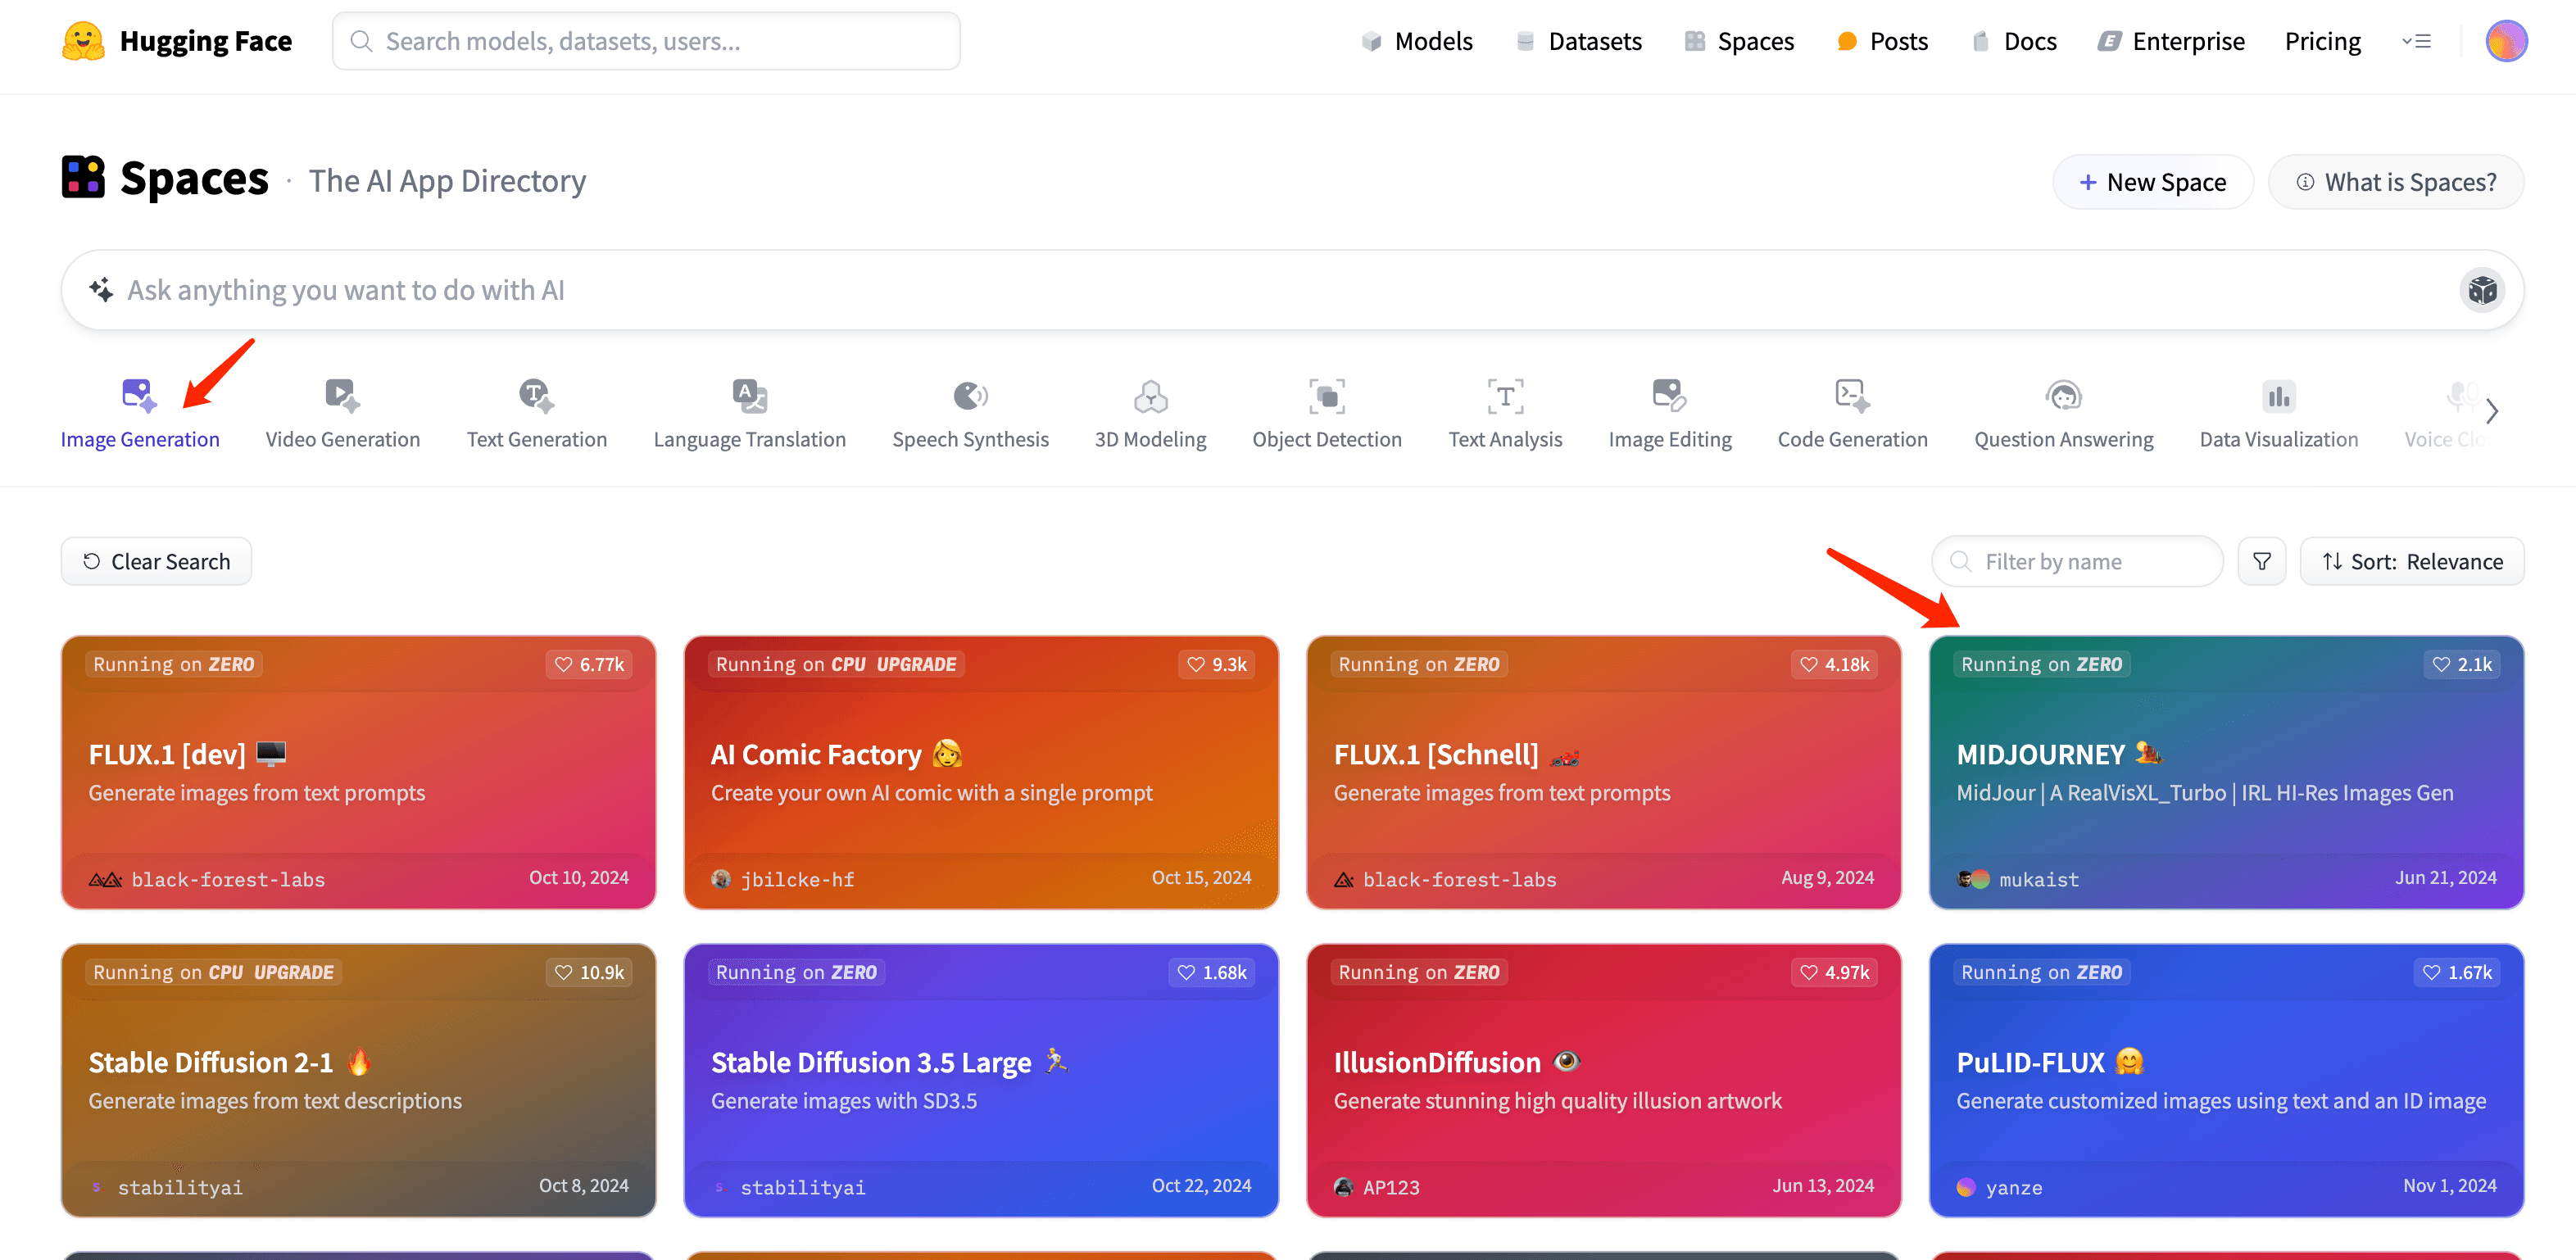 Hugging Face
Search models, datasets, users...
Models
Datasets
Spaces
Posts
Docs
Enterprise
Pricing
Spaces · The AI App Directory
+ New Space
What is Spaces?
Ask anything you want to do with AI
Image Generation
Video Generation
Text Generation
Language Translation
Speech Synthesis
3D Modeling
Object Detection
Text Analysis
Image Editing
Code Generation
Question Answering
Data Visualization
Voice Clo
Clear Search
Filter by name
Sort: Relevance
Running on ZERO
6.77k
FLUX.1 [dev] 🖥️
Generate images from text prompts
black-forest-labs
Oct 10, 2024
Running on CPU UPGRADE
9.3k
AI Comic Factory 👩
Create your own AI comic with a single prompt
jbilcke-hf
Oct 15, 2024
Running on ZERO
4.18k
FLUX.1 [Schnell] 🏎️
Generate images from text prompts
black-forest-labs
Aug 9, 2024
Running on ZERO
2.1k
MIDJOURNEY
MidJour | A RealVisXL_Turbo | IRL HI-Res Images Gen
mukaist
Jun 21, 2024
Running on CPU UPGRADE
10.9k
Stable Diffusion 2-1 🔥
Generate images from text descriptions
stabilityai
Oct 8, 2024
Running on ZERO
1.68k
Stable Diffusion 3.5 Large 🏃
Generate images with SD3.5
stabilityai
Oct 22, 2024
Running on ZERO
4.97k
IllusionDiffusion 👁️
Generate stunning high quality illusion artwork
AP123
Jun 13, 2024
Running on ZERO
1.67k
PuLID-FLUX 🤗
Generate customized images using text and an ID image
yanze
Nov 1, 2024